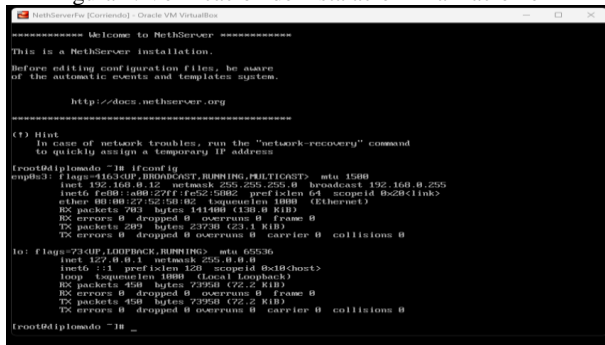 NethServerFw [Corriendo] - Oracle VM VirtualBox
************ Welcome to NethServer ************
This is a NethServer installation.
Before editing configuration files, be aware
of the automatic events and templates system.
http://docs.nethserver.org
************************************************
(!) Hint
In case of network troubles, run the "network-recovery" command
to quickly assign a temporary IP address
[root@diplomado ~]# ifconfig
enp0s3: flags=4163<UP,BROADCAST,RUNNING,MULTICAST> mtu 1500
inet 192.168.0.12 netmask 255.255.255.0 broadcast 192.168.0.255
inet6 fe80::a00:27ff:fe52:5802 prefixlen 64 scopeid 0x20<link>
ether 08:00:27:52:58:02 txqueuelen 1000 (Ethernet)
RX packets 703 bytes 141400 (138.0 KiB)
RX errors 0 dropped 0 overruns 0 frame 0
TX packets 209 bytes 23738 (23.1 KiB)
TX errors 0 dropped 0 overruns 0 carrier 0 collisions 0
lo: flags=73<UP,LOOPBACK,RUNNING> mtu 65536
inet 127.0.0.1 netmask 255.0.0.0
inet6 ::1 prefixlen 128 scopeid 0x10<host>
loop txqueuelen 1000 (Local Loopback)
RX packets 450 bytes 73958 (72.2 KiB)
RX errors 0 dropped 0 overruns 0 frame 0
TX packets 450 bytes 73958 (72.2 KiB)
TX errors 0 dropped 0 overruns 0 carrier 0 collisions 0
[root@diplomado ~]# _